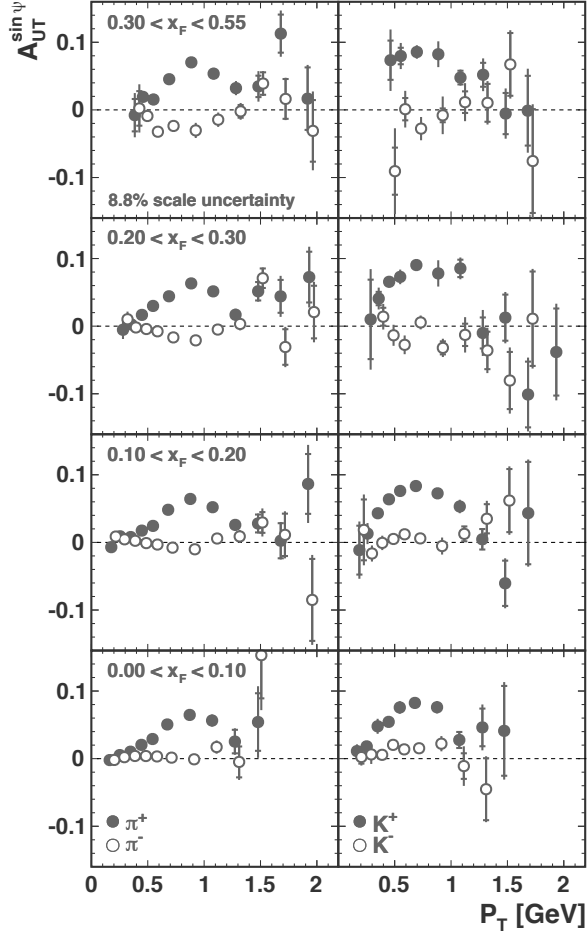 A_UT^sin ψ
0.30 < x_F < 0.55
0.1
0
-0.1
8.8% scale uncertainty
0.20 < x_F < 0.30
0.1
0
-0.1
0.10 < x_F < 0.20
0.1
0
-0.1
0.00 < x_F < 0.10
0.1
0
-0.1
π+
π-
K+
K-
0 0.5 1 1.5 2 0.5 1 1.5 2
P_T [GeV]